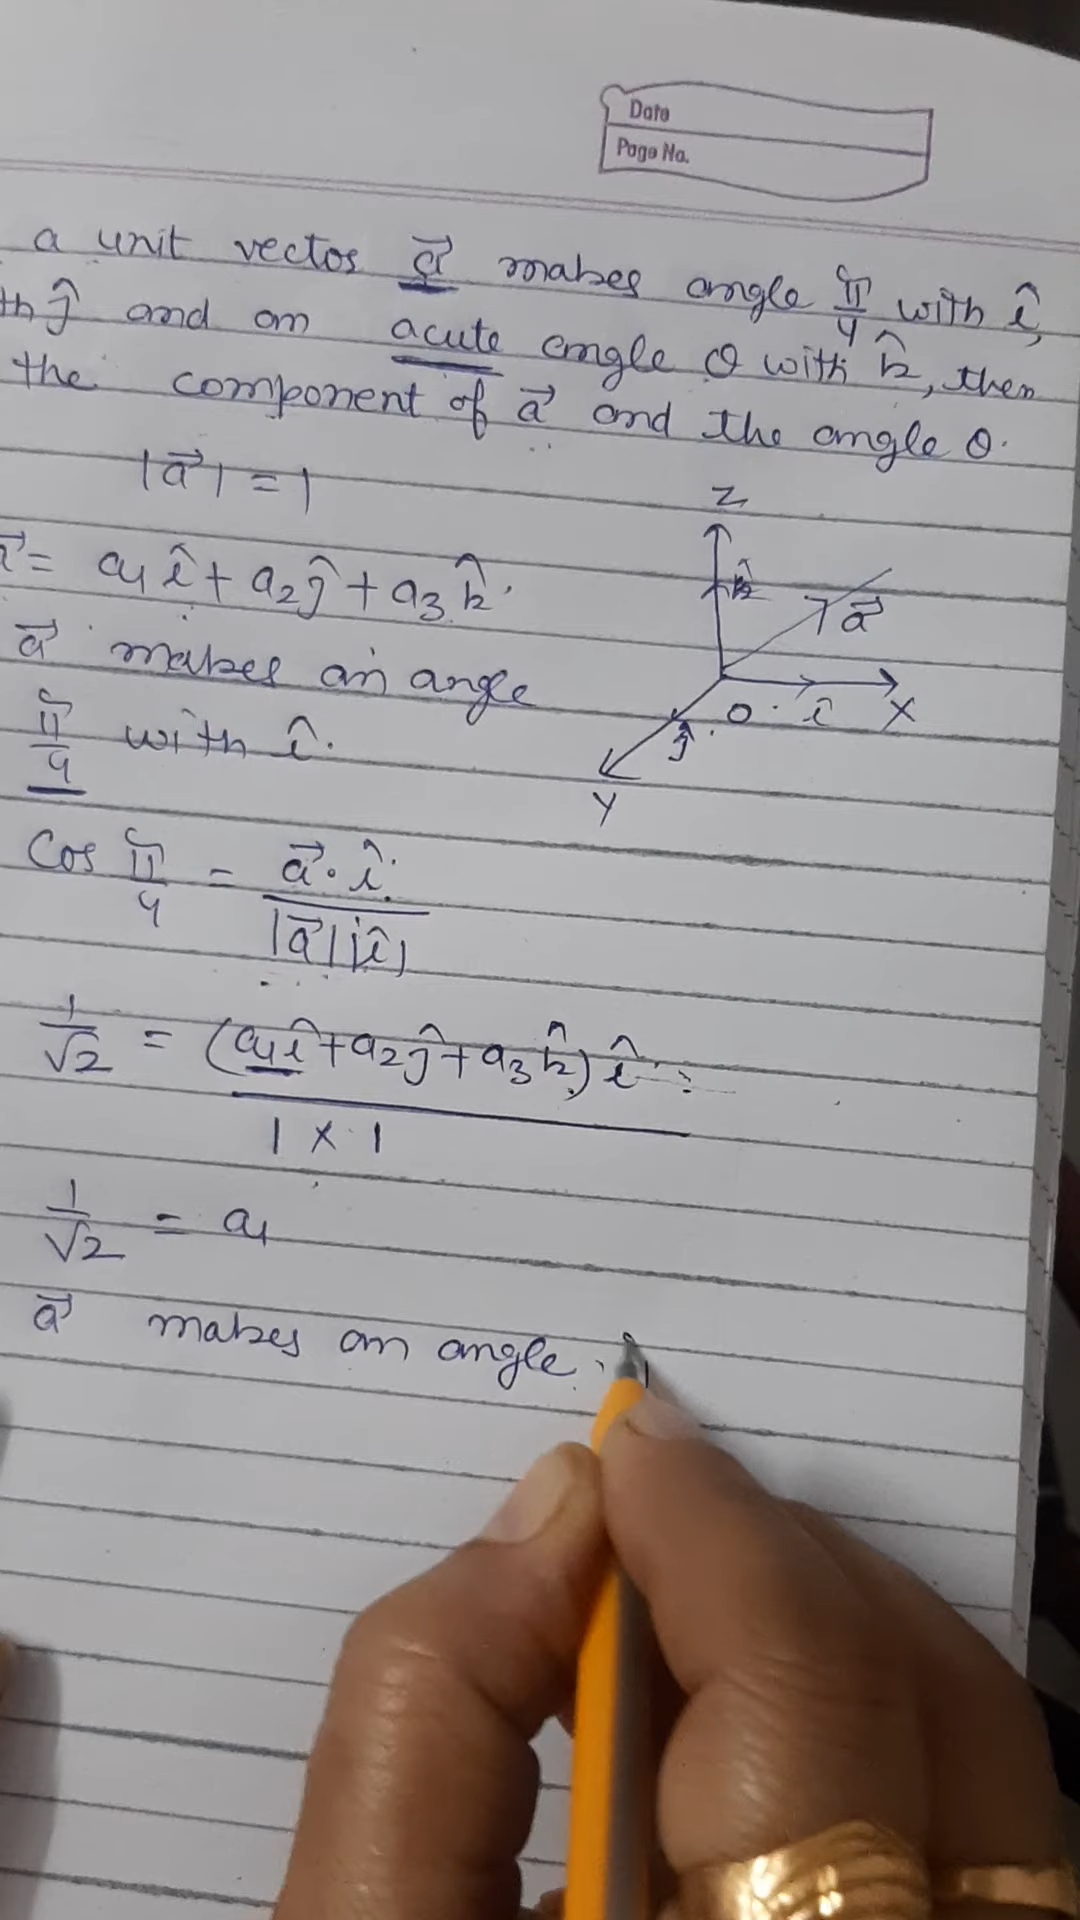 Date
Page No.
a unit vector a⃗ makes angle π/4 with î,
th ĵ and an acute angle θ with k̂, then
the component of a⃗ and the angle θ.
|a⃗| = 1
Z
a⃗ = a₁î + a₂ĵ + a₃k̂.
k̂
a⃗
a⃗ makes an angle
O
î
X
π/4 with î.
ĵ
Y
Cos π/4 = a⃗·î / |a⃗||î|
1/√2 = (a₁î + a₂ĵ + a₃k̂) î / 1 × 1
1/√2 = a₁
a⃗ makes an angle